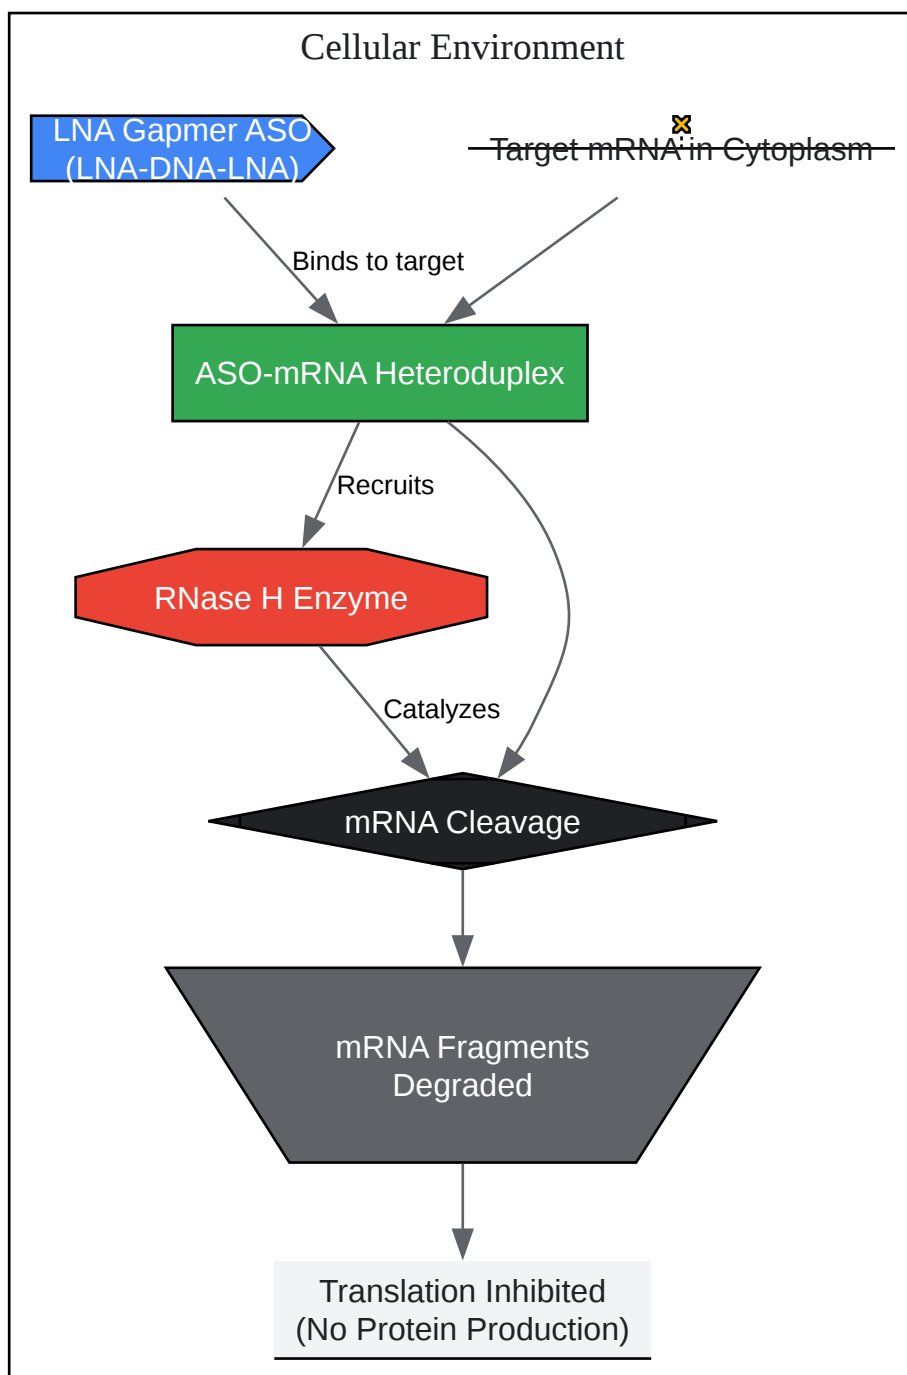 Cellular Environment
LNA Gapmer ASO
(LNA-DNA-LNA)
Target mRNA in Cytoplasm
Binds to target
ASO-mRNA Heteroduplex
Recruits
RNase H Enzyme
Catalyzes
mRNA Cleavage
mRNA Fragments
Degraded
Translation Inhibited
(No Protein Production)